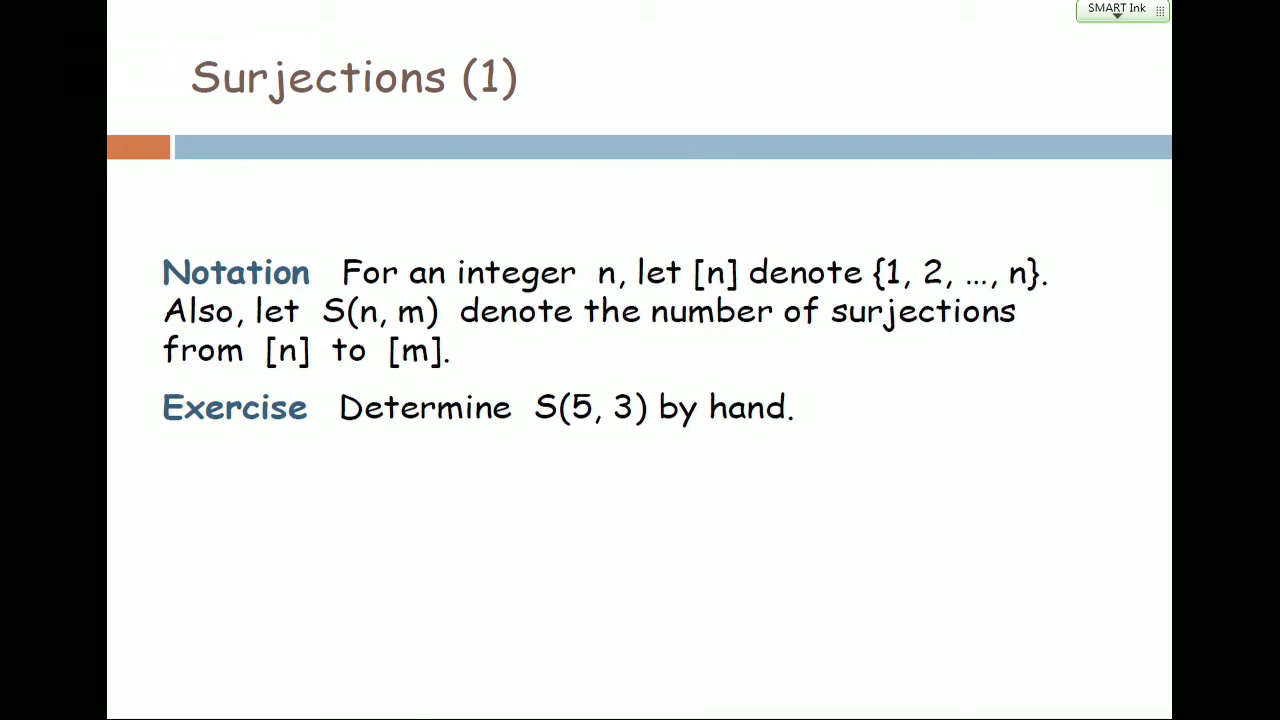 SMART Ink
Surjections (1)
Notation For an integer n, let [n] denote {1, 2, ..., n}.
Also, let S(n, m) denote the number of surjections
from [n] to [m].
Exercise Determine S(5, 3) by hand.